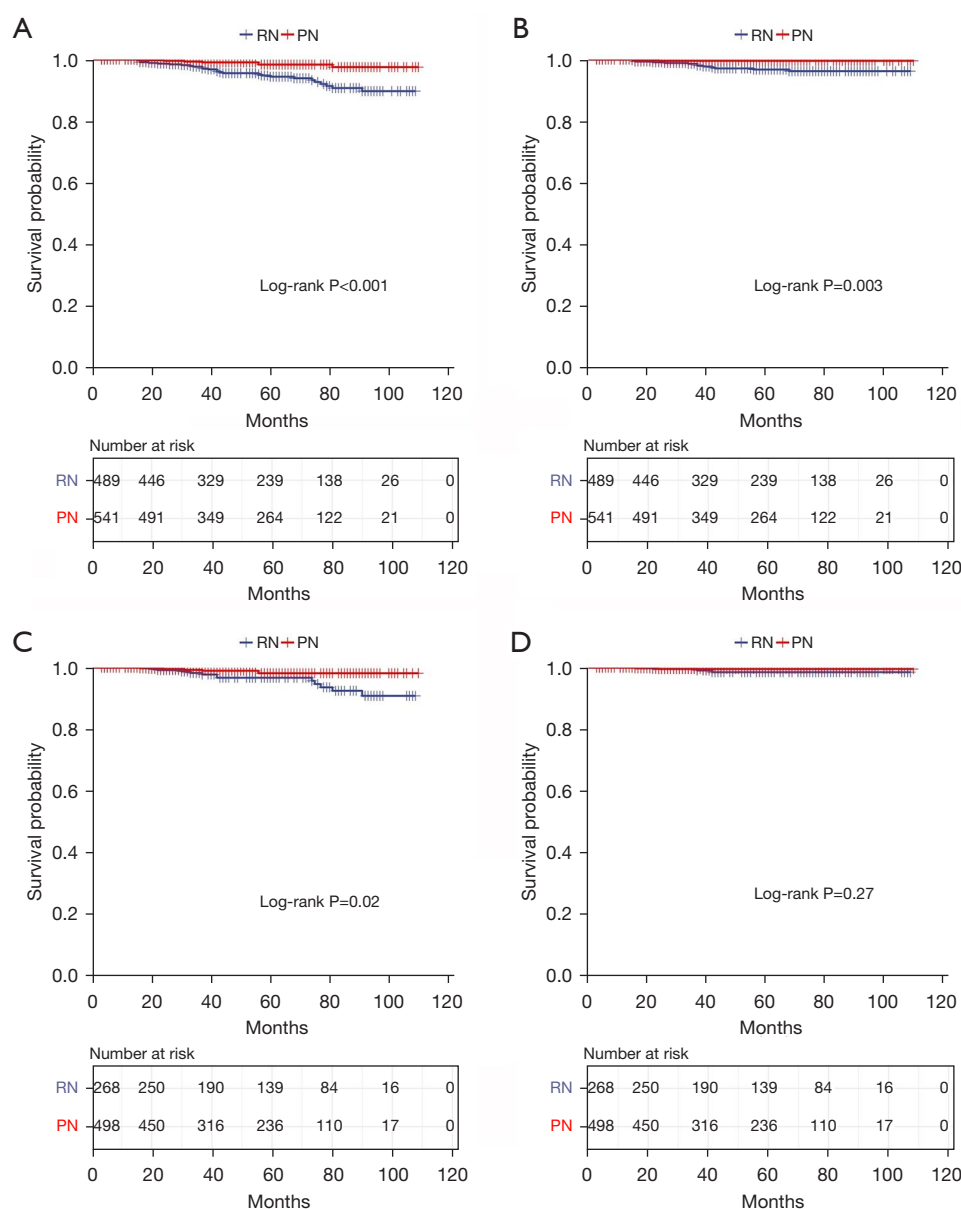 A
RN PN
1.0
0.8
0.6
0.4
0.2
0.0
Survival probability
Log-rank P<0.001
0 20 40 60 80 100 120
Months
Number at risk
RN 489 446 329 239 138 26 0
PN 541 491 349 264 122 21 0
0 20 40 60 80 100 120
Months
B
RN PN
1.0
0.8
0.6
0.4
0.2
0.0
Survival probability
Log-rank P=0.003
0 20 40 60 80 100 120
Months
Number at risk
RN 489 446 329 239 138 26 0
PN 541 491 349 264 122 21 0
0 20 40 60 80 100 120
Months
C
RN PN
1.0
0.8
0.6
0.4
0.2
0.0
Survival probability
Log-rank P=0.02
0 20 40 60 80 100 120
Months
Number at risk
RN 268 250 190 139 84 16 0
PN 498 450 316 236 110 17 0
0 20 40 60 80 100 120
Months
D
RN PN
1.0
0.8
0.6
0.4
0.2
0.0
Survival probability
Log-rank P=0.27
0 20 40 60 80 100 120
Months
Number at risk
RN 268 250 190 139 84 16 0
PN 498 450 316 236 110 17 0
0 20 40 60 80 100 120
Months